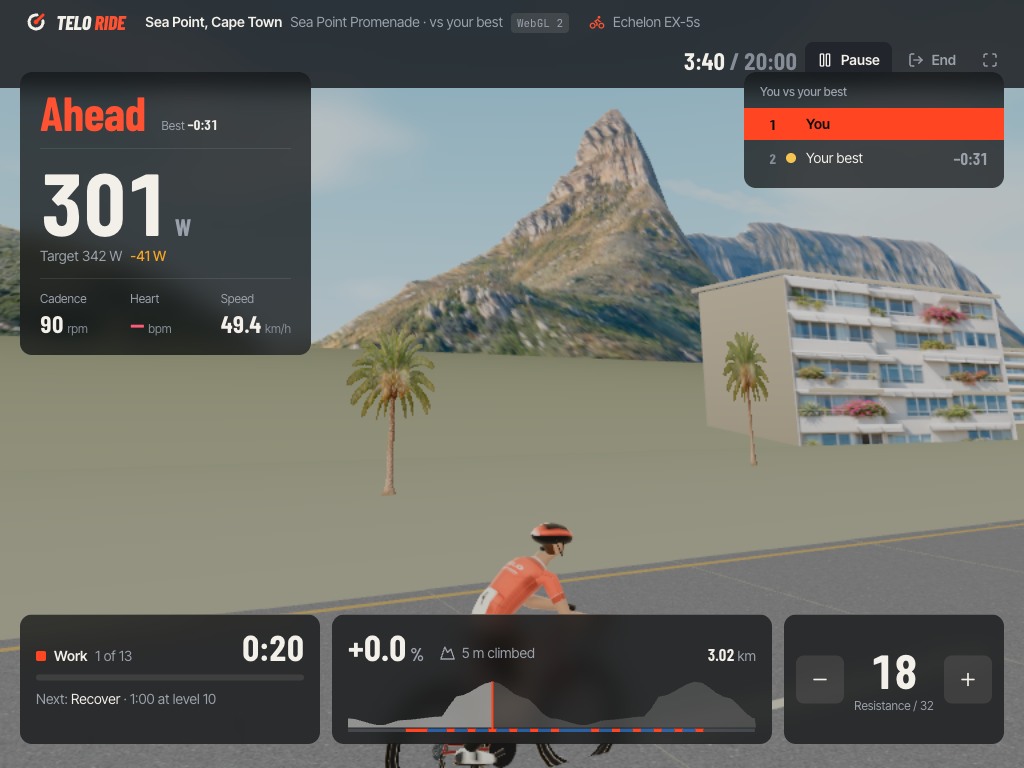 TELO RIDE Sea Point, Cape Town Sea Point Promenade · vs your best WebGL 2 Echelon EX-5s
3:40 / 20:00 Pause End
Ahead Best –0:31
301 W
Target 342 W -41 W
Cadence Heart Speed
90 rpm – bpm 49.4 km/h
You vs your best
1 You
2 Your best –0:31
Work 1 of 13 0:20
Next: Recover · 1:00 at level 10
+0.0 % 5 m climbed 3.02 km
− 18 +
Resistance / 32